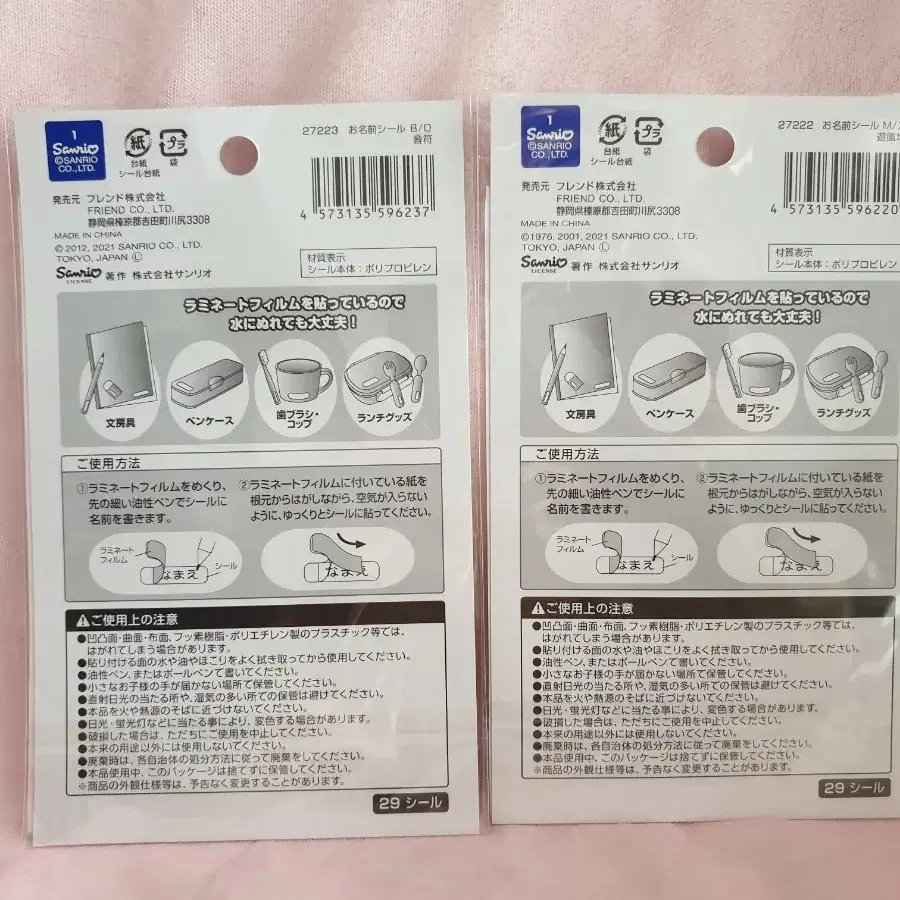 1
Sanrio
©SANRIO
CO., LTD.
紙
台紙
シール台紙
プラ
袋
27223 お名前シール B/O
音符
4 573135 596237
発売元 フレンド株式会社
FRIEND CO., LTD.
静岡県榛原郡吉田町川尻3308
MADE IN CHINA
©2012, 2021 SANRIO CO., LTD.
TOKYO, JAPAN Ⓛ
Sanrio
LICENSE
著作 株式会社サンリオ
材質表示
シール本体:ポリプロピレン
ラミネートフィルムを貼っているので
水にぬれても大丈夫!
文房具
ペンケース
歯ブラシ・
コップ
ランチグッズ
ご使用方法
①ラミネートフィルムをめくり、
先の細い油性ペンでシールに
名前を書きます。
②ラミネートフィルムに付いている紙を
根元からはがしながら、空気が入らない
ように、ゆっくりとシールに貼ってください。
ラミネート
フィルム
なまえ
シール
なまえ
⚠ご使用上の注意
●凹凸面・曲面・布面、フッ素樹脂・ポリエチレン製のプラスチック等では、
はがれてしまう場合があります。
●貼り付ける面の水や油やほこりをよく拭き取ってから使用してください。
●油性ペン、またはボールペンで書いてください。
●小さなお子様の手が届かない場所で保管してください。
●直射日光の当たる所や、湿気の多い所での保管は避けてください。
●本品を火や熱源のそばに近づけないでください。
●日光・蛍光灯などに当たる事により、変色する場合があります。
●破損した場合は、ただちにご使用を中止してください。
●本来の用途以外には使用しないでください。
●廃棄時は、各自治体の処分方法に従って廃棄をしてください。
●本品使用中、このパッケージは捨てずに保管してください。
※商品の外観仕様等は、予告なく変更することがあります。
29 シール
1
Sanrio
©SANRIO
CO., LTD.
紙
台紙
シール台紙
プラ
袋
27222 お名前シール M/
遊園
4 573135 596220
発売元 フレンド株式会社
FRIEND CO., LTD.
静岡県榛原郡吉田町川尻3308
MADE IN CHINA
©1976, 2001, 2021 SANRIO CO., LTD.
TOKYO, JAPAN Ⓛ
Sanrio
LICENSE
著作 株式会社サンリオ
材質表示
シール本体:ポリプロピレン
ラミネートフィルムを貼っているので
水にぬれても大丈夫!
文房具
ペンケース
歯ブラシ・
コップ
ランチグッズ
ご使用方法
①ラミネートフィルムをめくり、
先の細い油性ペンでシールに
名前を書きます。
②ラミネートフィルムに付いている紙を
根元からはがしながら、空気が入らない
ように、ゆっくりとシールに貼ってください。
ラミネート
フィルム
なまえ
シール
なまえ
⚠ご使用上の注意
●凹凸面・曲面・布面、フッ素樹脂・ポリエチレン製のプラスチック等では、
はがれてしまう場合があります。
●貼り付ける面の水や油やほこりをよく拭き取ってから使用してください。
●油性ペン、またはボールペンで書いてください。
●小さなお子様の手が届かない場所で保管してください。
●直射日光の当たる所や、湿気の多い所での保管は避けてください。
●本品を火や熱源のそばに近づけないでください。
●日光・蛍光灯などに当たる事により、変色する場合があります。
●破損した場合は、ただちにご使用を中止してください。
●本来の用途以外には使用しないでください。
●廃棄時は、各自治体の処分方法に従って廃棄をしてください。
●本品使用中、このパッケージは捨てずに保管してください。
※商品の外観仕様等は、予告なく変更することがあります。
29 シール